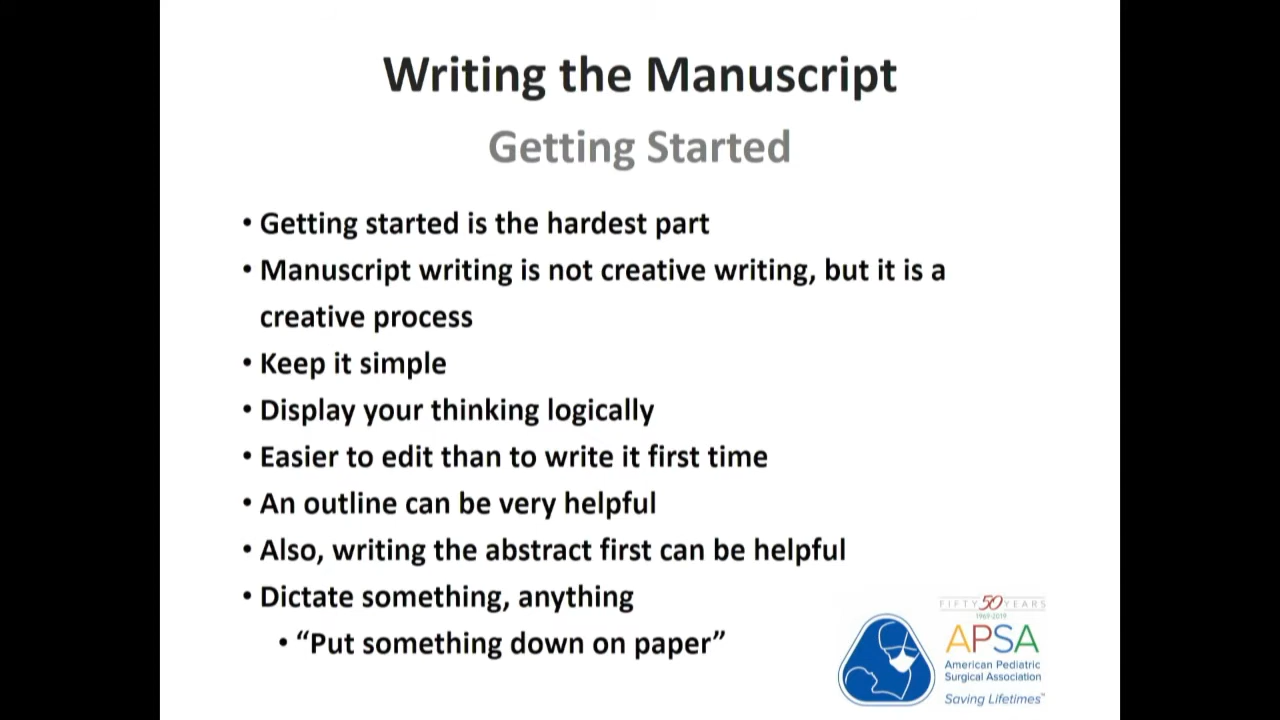 Writing the Manuscript
Getting Started
• Getting started is the hardest part
• Manuscript writing is not creative writing, but it is a
creative process
• Keep it simple
• Display your thinking logically
• Easier to edit than to write it first time
• An outline can be very helpful
• Also, writing the abstract first can be helpful
• Dictate something, anything
• “Put something down on paper”
FIFTY 50 YEARS
1969-2019
APSA
American Pediatric
Surgical Association
Saving Lifetimes™